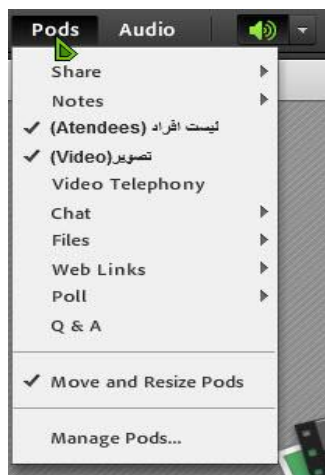 Pods Audio
Share
Notes
لیست افراد (Atendees)
تصویر(Video)
Video Telephony
Chat
Files
Web Links
Poll
Q & A
Move and Resize Pods
Manage Pods...